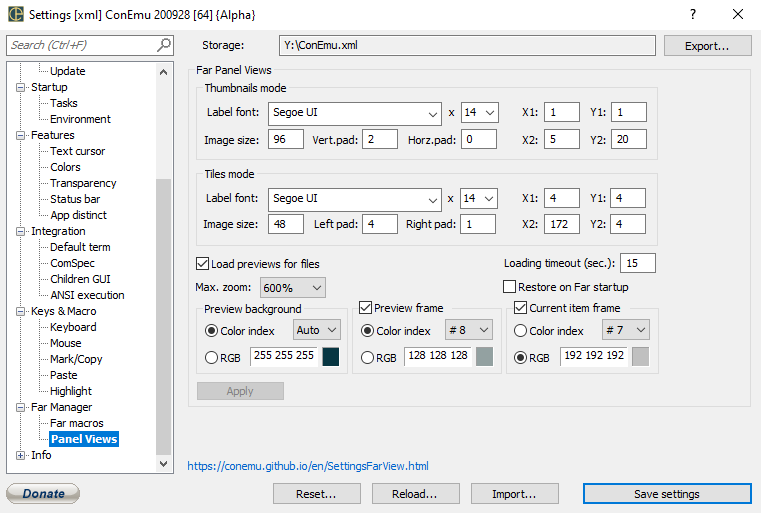 Settings [xml] ConEmu 200928 [64] {Alpha}
? ×
Search (Ctrl+F)
Storage: Y:\ConEmu.xml Export...
Update
Startup
Tasks
Environment
Features
Text cursor
Colors
Transparency
Status bar
App distinct
Integration
Default term
ComSpec
Children GUI
ANSI execution
Keys & Macro
Keyboard
Mouse
Mark/Copy
Paste
Highlight
Far Manager
Far macros
Panel Views
Info
Far Panel Views
Thumbnails mode
Label font: Segoe UI x 14 X1: 1 Y1: 1
Image size: 96 Vert.pad: 2 Horz.pad: 0 X2: 5 Y2: 20
Tiles mode
Label font: Segoe UI x 14 X1: 4 Y1: 4
Image size: 48 Left pad: 4 Right pad: 1 X2: 172 Y2: 4
Load previews for files Loading timeout (sec.): 15
Max. zoom: 600% Restore on Far startup
Preview background
Color index Auto
RGB 255 255 255
Preview frame
Color index # 8
RGB 128 128 128
Current item frame
Color index # 7
RGB 192 192 192
Apply
https://conemu.github.io/en/SettingsFarView.html
Donate Reset... Reload... Import... Save settings